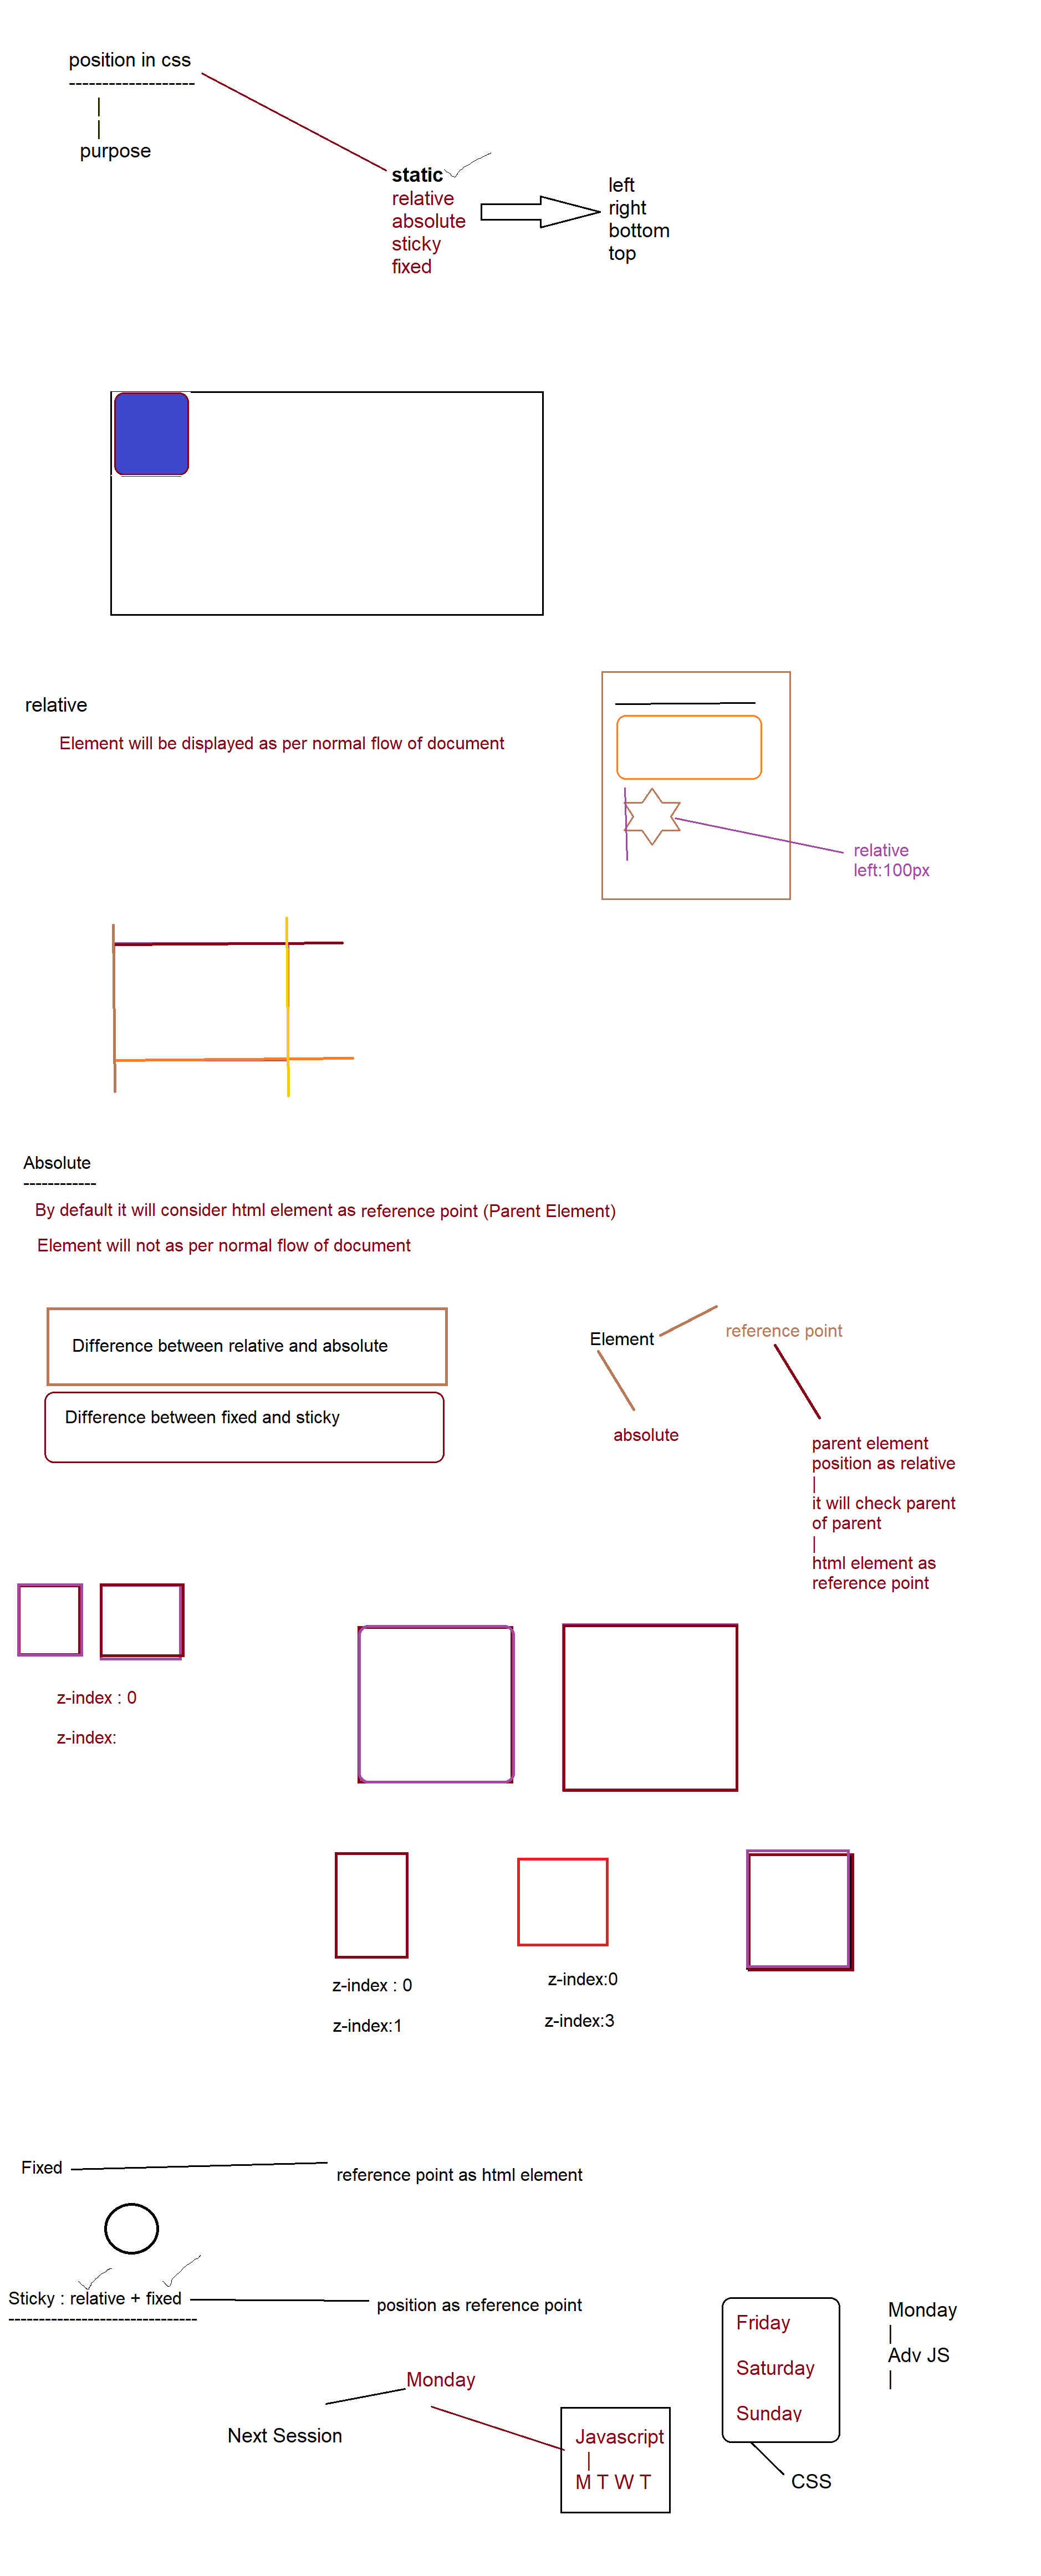 position in css
--------------------
|
|
purpose
static
relative
absolute
sticky
fixed
left
right
bottom
top
relative
Element will be displayed as per normal flow of document
relative
left:100px
Absolute
------------
By default it will consider html element as reference point (Parent Element)
Element will not as per normal flow of document
Difference between relative and absolute
Difference between fixed and sticky
Element
reference point
absolute
parent element
position as relative
|
it will check parent
of parent
|
html element as
reference point
z-index : 0
z-index:
z-index : 0
z-index:1
z-index:0
z-index:3
Fixed
reference point as html element
Sticky : relative + fixed
-------------------------------
position as reference point
Monday
Next Session
Javascript
|
M T W T
Friday
Saturday
Sunday
CSS
Monday
|
Adv JS
|